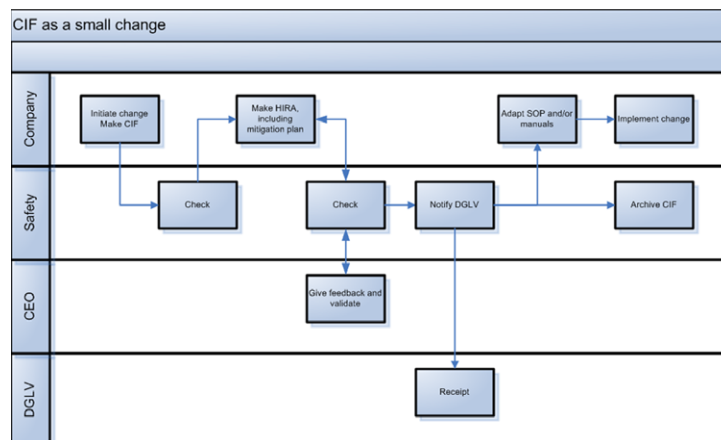 CIF as a small change
Company
Initiate change
Make CIF
Make HIRA,
including
mitigation plan
Adapt SOP and/or
manuals
Implement change
Safety
Check
Check
Notify DGLV
Archive CIF
CEO
Give feedback and
validate
DGLV
Receipt